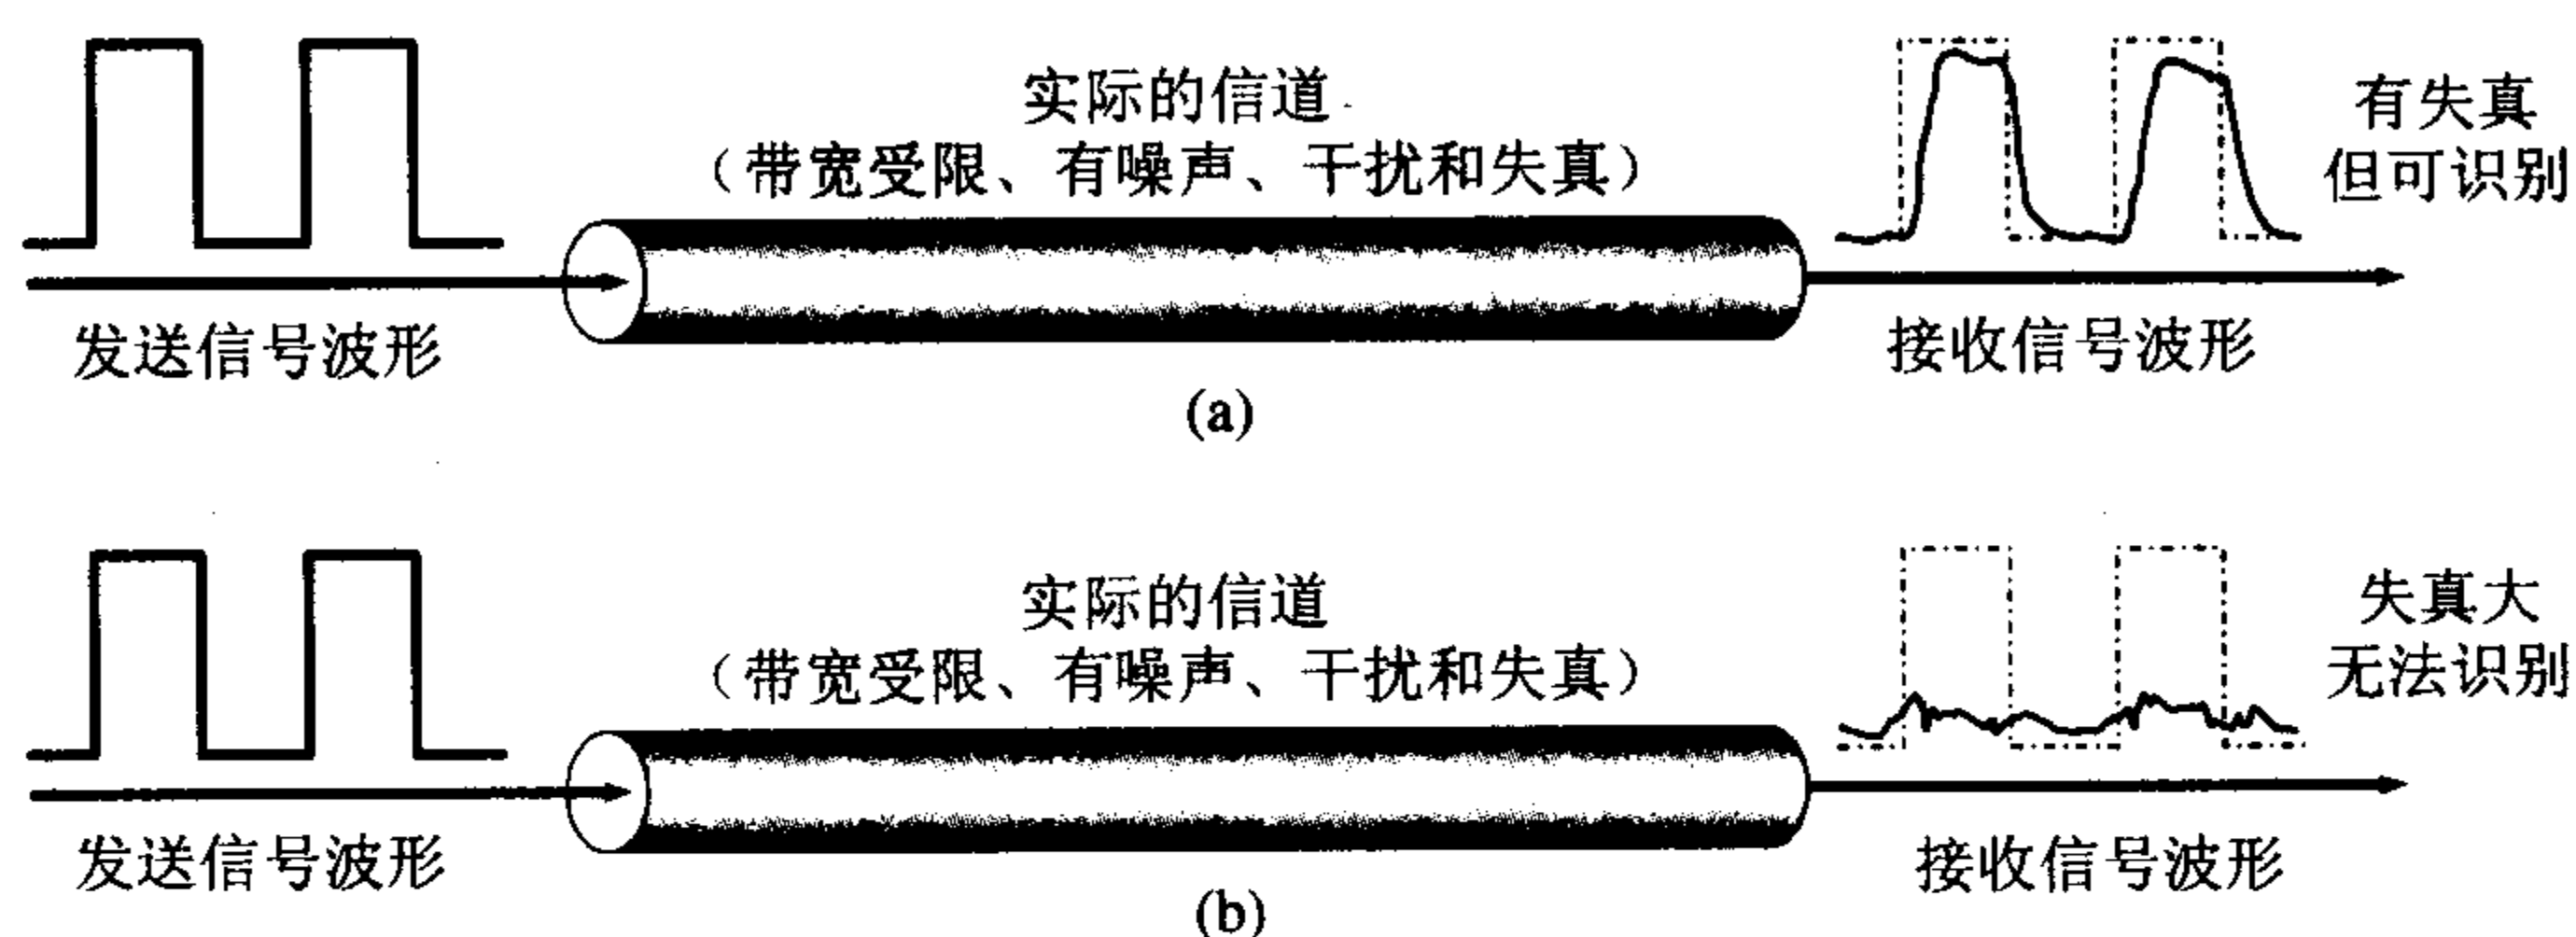 实际的信道
（带宽受限、有噪声、干扰和失真）
有失真
但可识别
发送信号波形
接收信号波形
(a)
实际的信道
（带宽受限、有噪声、干扰和失真）
失真大
无法识别
发送信号波形
接收信号波形
(b)